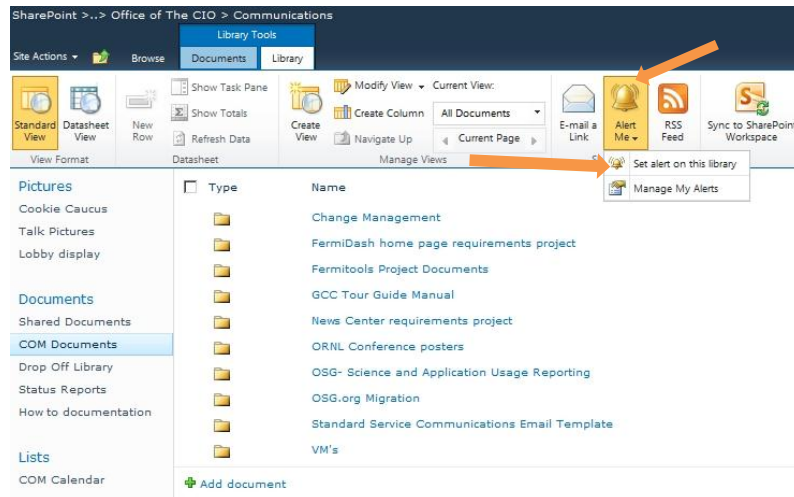 SharePoint >..> Office of The CIO > Communications
Library Tools
Site Actions Browse Documents Library
Standard View
Datasheet View
New Row
Show Task Pane
Show Totals
Refresh Data
Create View
Modify View
Create Column
Navigate Up
Current View:
All Documents
Current Page
E-mail a Link
Alert Me
RSS Feed
Sync to SharePoint Workspace
View Format
Datasheet
Manage Views
Set alert on this library
Manage My Alerts
Pictures
Cookie Caucus
Talk Pictures
Lobby display
Documents
Shared Documents
COM Documents
Drop Off Library
Status Reports
How to documentation
Lists
COM Calendar
Type Name
Change Management
FermiDash home page requirements project
Fermitools Project Documents
GCC Tour Guide Manual
News Center requirements project
ORNL Conference posters
OSG- Science and Application Usage Reporting
OSG.org Migration
Standard Service Communications Email Template
VM's
Add document